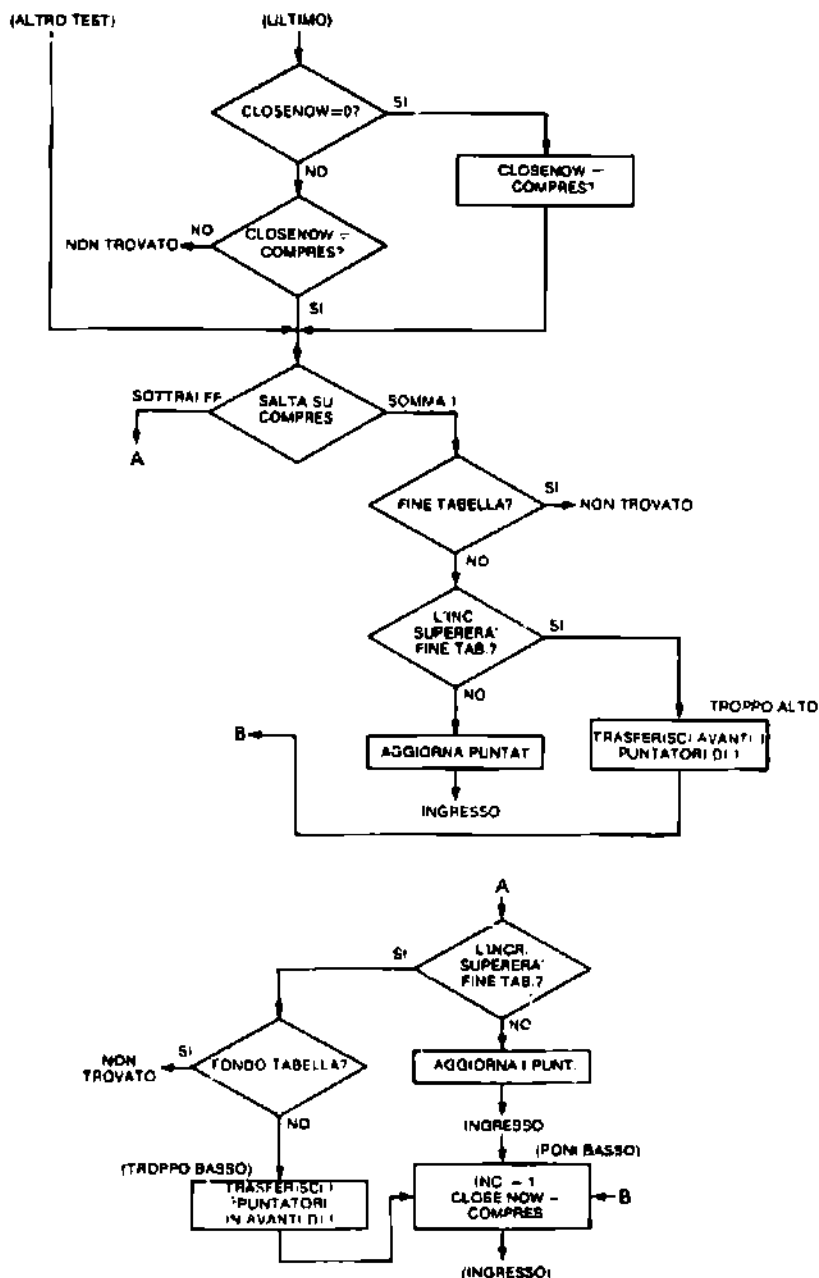 (ALTRO TEST)
(ULTIMO)
CLOSENOW=0?
SI
NO
CLOSENOW =
COMPRES?
CLOSENOW =
COMPRES?
NO
NON TROVATO
SI
SOTTRAI FF
SALTA SU
COMPRES
SOMMA 1
A
FINE TABELLA?
SI
NON TROVATO
NO
L'INC
SUPERERA'
FINE TAB.?
SI
NO
TROPPO ALTO
B
AGGIORNA PUNTAT
TRASFERISCI AVANTI I
PUNTATORI DI 1
INGRESSO
A
L'INCR.
SUPERERA'
FINE TAB.?
SI
NO
NON
TROVATO
SI
FONDO TABELLA?
AGGIORNA I PUNT.
NO
INGRESSO
(PONI BASSO)
(TROPPO BASSO)
TRASFERISCI I
PUNTATORI
IN AVANTI DI 1
INC = 1
CLOSE NOW =
COMPRES
B
(INGRESSO)